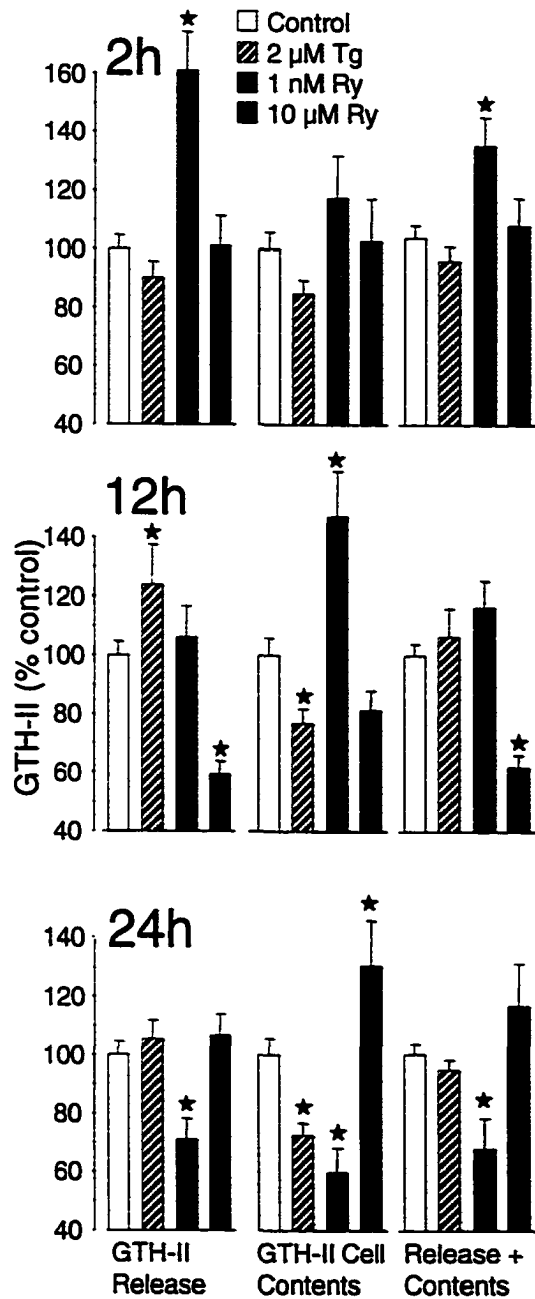 2h
Control
2 µM Tg
1 nM Ry
10 µM Ry
160
140
120
100
80
60
40
12h
140
120
100
80
60
40
GTH-II (% control)
24h
140
120
100
80
60
40
GTH-II Release
GTH-II Cell Contents
Release + Contents